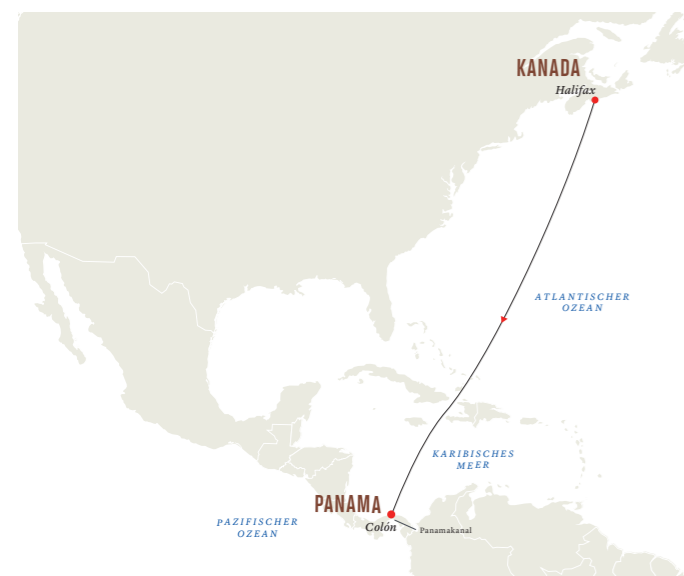 KANADA
Halifax
ATLANTISCHER
OZEAN
KARIBISCHES
MEER
PANAMA
Colón
Panamakanal
PAZIFISCHER
OZEAN